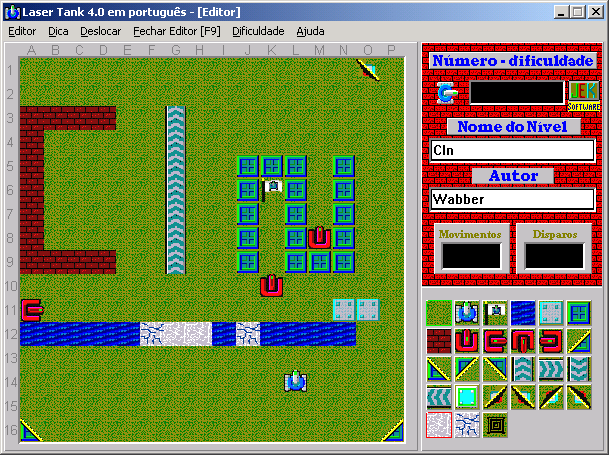 Laser Tank 4.0 em português - [Editor]
Editor Dica Deslocar Fechar Editor [F9] Dificuldade Ajuda
A B C D E F G H I J K L M N O P
1
2
3
4
5
6
7
8
9
10
11
12
13
14
15
16
Número - dificuldade
JEK
SOFTWARE
Nome do Nível
CIn
Autor
Wabber
Movimentos
Disparos